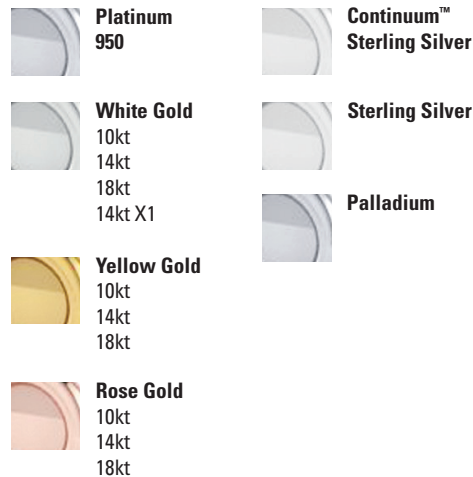 Platinum
950
White Gold
10kt
14kt
18kt
14kt X1
Yellow Gold
10kt
14kt
18kt
Rose Gold
10kt
14kt
18kt
Continuum™
Sterling Silver
Sterling Silver
Palladium